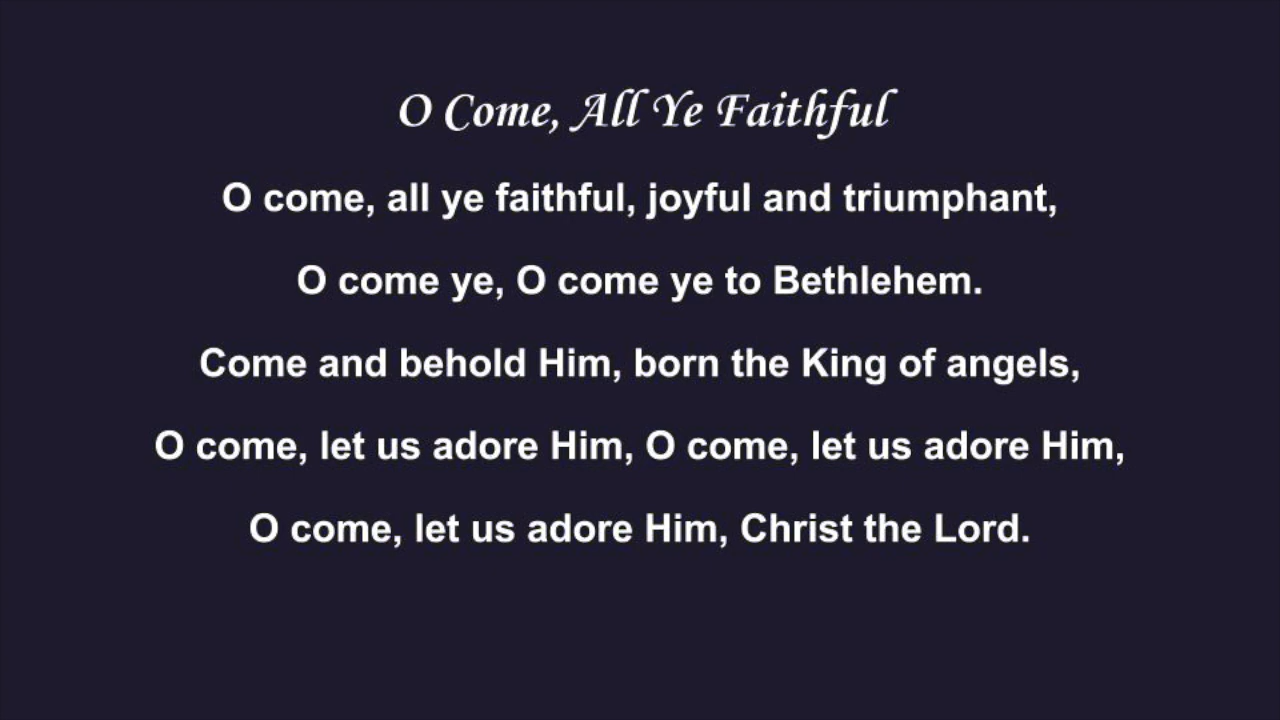 O Come, All Ye Faithful
O come, all ye faithful, joyful and triumphant,
O come ye, O come ye to Bethlehem.
Come and behold Him, born the King of angels,
O come, let us adore Him, O come, let us adore Him,
O come, let us adore Him, Christ the Lord.